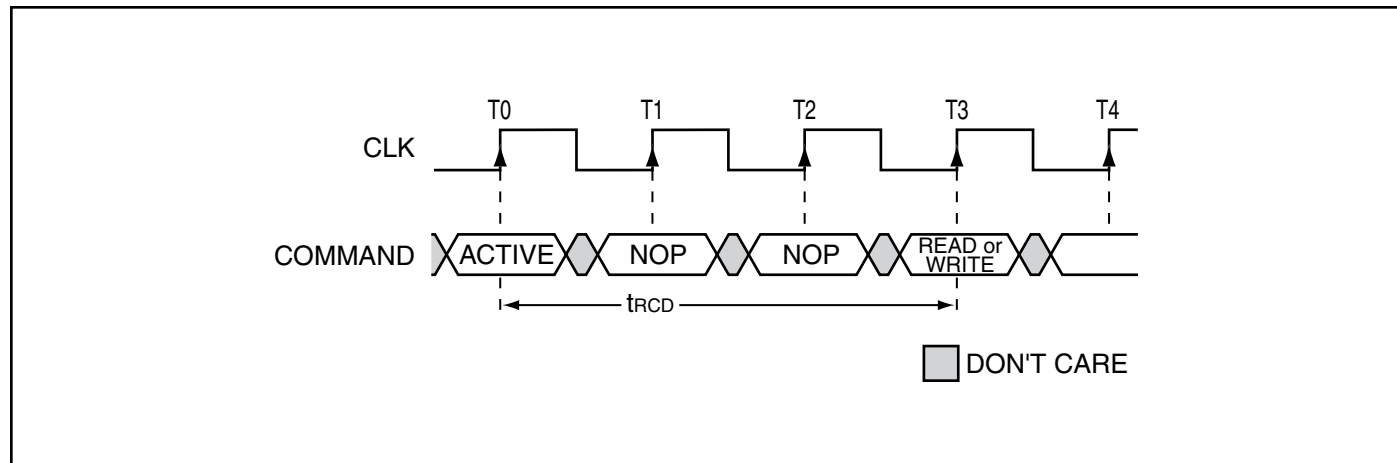 T0 T1 T2 T3 T4
CLK
COMMAND ACTIVE NOP NOP READ or
WRITE
tRCD
DON'T CARE